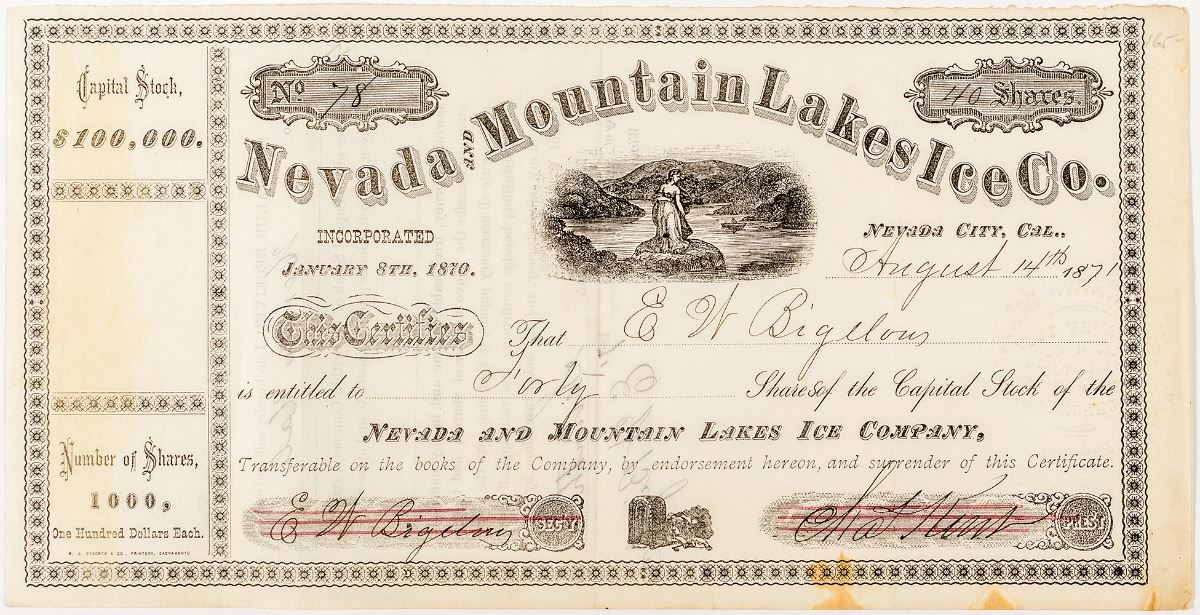 Capital Stock,
$100,000.
Number of Shares,
1000,
One Hundred Dollars Each.
PRINTERS, SACRAMENTO
No 78
40 Shares
Nevada AND Mountain Lakes Ice Co.
INCORPORATED
JANUARY 8TH, 1870.
NEVADA CITY, CAL.,
August 14th 1871
This Certifies That E W Bigelow
is entitled to Forty Shares of the Capital Stock of the
NEVADA AND MOUNTAIN LAKES ICE COMPANY,
Transferable on the books of the Company, by endorsement hereon, and surrender of this Certificate.
E W Bigelow SEC'Y
PREST